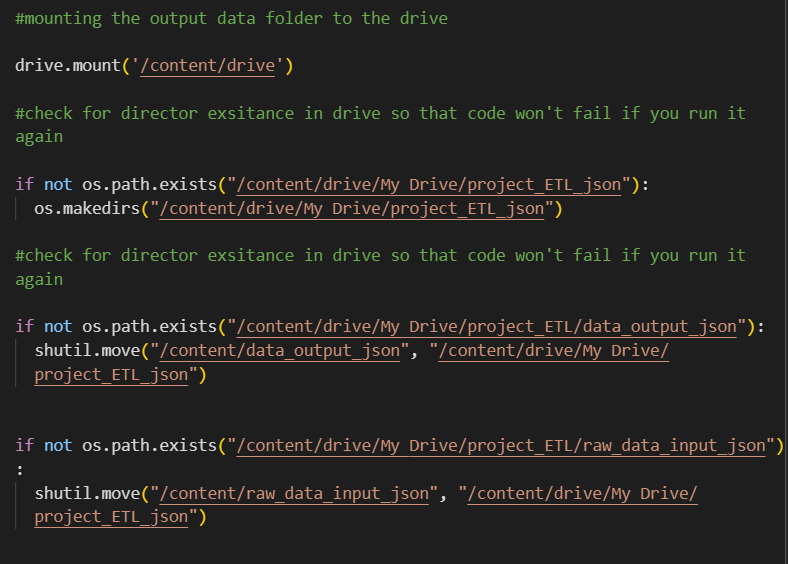 #mounting the output data folder to the drive
drive.mount('/content/drive')
#check for director exsitance in drive so that code won't fail if you run it
again
if not os.path.exists("/content/drive/My Drive/project_ETL_json"):
os.makedirs("/content/drive/My Drive/project_ETL_json")
#check for director exsitance in drive so that code won't fail if you run it
again
if not os.path.exists("/content/drive/My Drive/project_ETL/data_output_json"):
shutil.move("/content/data_output_json", "/content/drive/My Drive/
project_ETL_json")
if not os.path.exists("/content/drive/My Drive/project_ETL/raw_data_input_json")
:
shutil.move("/content/raw_data_input_json", "/content/drive/My Drive/
project_ETL_json")